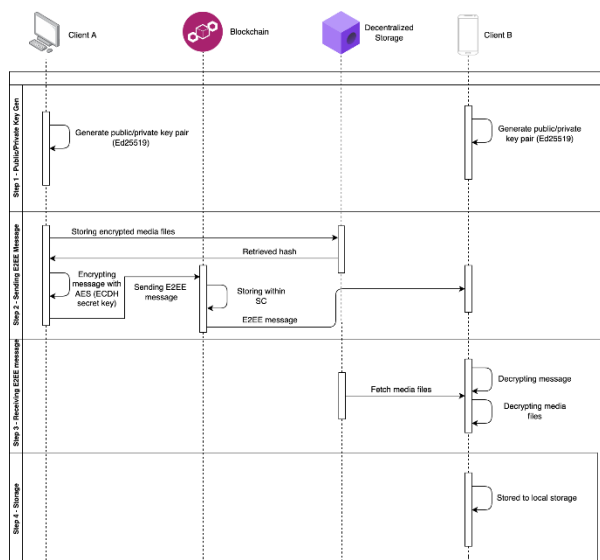 Client A
Blockchain
Decentralized
Storage
Client B
Step 1 - Public/Private Key Gen
Generate public/private key pair
(Ed25519)
Generate public/private
key pair (Ed25519)
Step 2 - Sending E2EE Message
Storing encrypted media files
Retrieved hash
Encrypting
message with
AES (ECDH
secret key)
Sending E2EE
message
Storing within
SC
E2EE message
Step 3 - Receiving E2EE message
Fetch media files
Decrypting message
Decrypting media
files
Step 4 - Storage
Stored to local storage